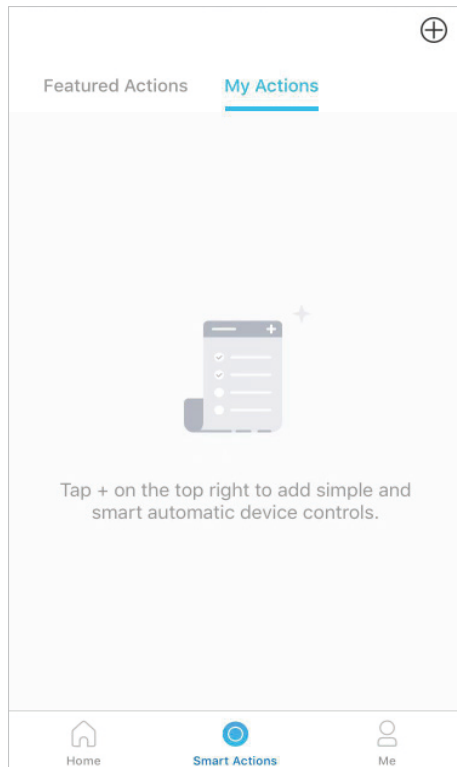 Featured Actions My Actions
Tap + on the top right to add simple and
smart automatic device controls.
Home Smart Actions Me